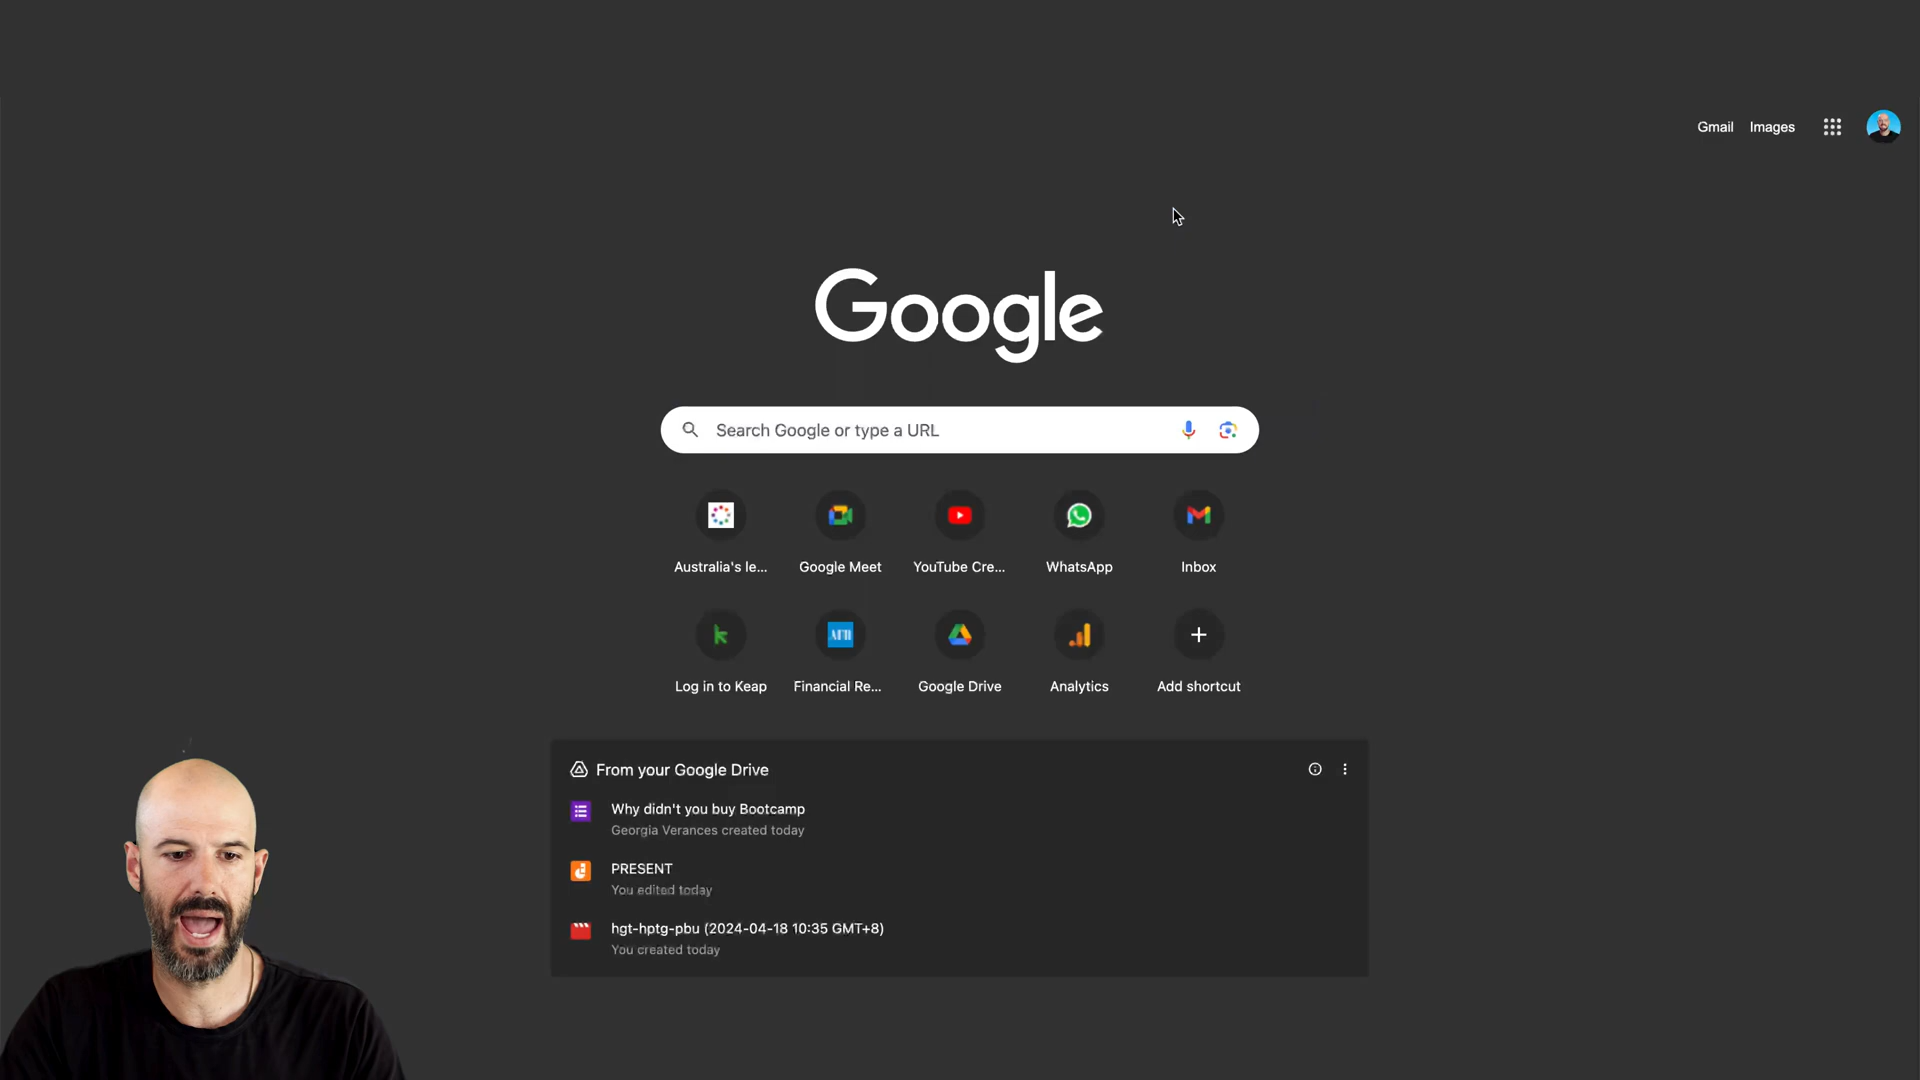 Gmail Images
Google
Search Google or type a URL
Australia's le...
Google Meet
YouTube Cre...
WhatsApp
Inbox
Log in to Keap
AFR
Financial Re...
Google Drive
Analytics
Add shortcut
From your Google Drive
Why didn't you buy Bootcamp
Georgia Verances created today
PRESENT
You edited today
hgt-hptg-pbu (2024-04-18 10:35 GMT+8)
You created today